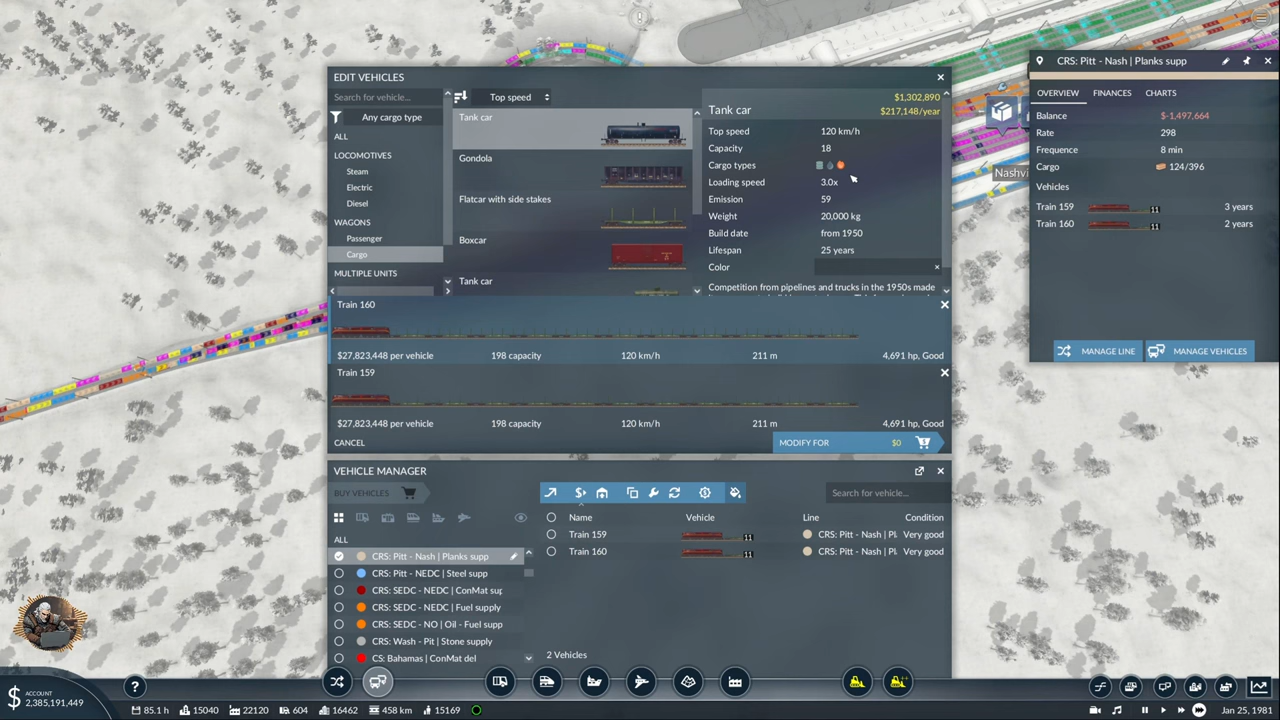 EDIT VEHICLES
Search for vehicle...
Top speed
Any cargo type
ALL
LOCOMOTIVES
Steam
Electric
Diesel
WAGONS
Passenger
Cargo
MULTIPLE UNITS
Tank car
Gondola
Flatcar with side stakes
Boxcar
Tank car
$1,302,890
Tank car
$217,148/year
Top speed 120 km/h
Capacity 18
Cargo types
Loading speed 3.0x
Emission 59
Weight 20,000 kg
Build date from 1950
Lifespan 25 years
Color
Competition from pipelines and trucks in the 1950s made
Train 160
$27,823,448 per vehicle 198 capacity 120 km/h 211 m 4,691 hp, Good
Train 159
$27,823,448 per vehicle 198 capacity 120 km/h 211 m 4,691 hp, Good
CANCEL
MODIFY FOR $0
VEHICLE MANAGER
BUY VEHICLES
Search for vehicle...
ALL
CRS: Pitt - Nash | Planks supp
CRS: Pitt - NEDC | Steel supp
CRS: SEDC - NEDC | ConMat sup
CRS: SEDC - NEDC | Fuel supply
CRS: SEDC - NO | Oil - Fuel supp
CRS: Wash - Pit | Stone supply
CS: Bahamas | ConMat del
Name Vehicle Line Condition
Train 159 11 CRS: Pitt - Nash | Pl Very good
Train 160 11 CRS: Pitt - Nash | Pl Very good
2 Vehicles
CRS: Pitt - Nash | Planks supp
OVERVIEW FINANCES CHARTS
Balance $-1,497,664
Rate 298
Frequence 8 min
Cargo 124/396
Vehicles
Train 159 11 3 years
Train 160 11 2 years
MANAGE LINE MANAGE VEHICLES
Nashvi
$ ACCOUNT
2,385,191,449
?
85.1 h 15040 22120 604 16462 458 km 15169
Jan 25, 1981